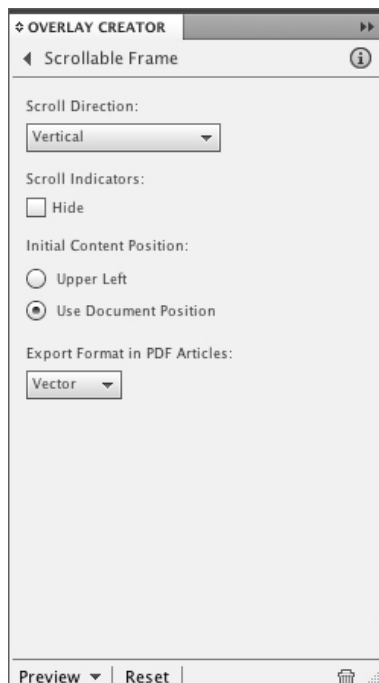 OVERLAY CREATOR
Scrollable Frame
Scroll Direction:
Vertical
Scroll Indicators:
Hide
Initial Content Position:
Upper Left
Use Document Position
Export Format in PDF Articles:
Vector
Preview Reset